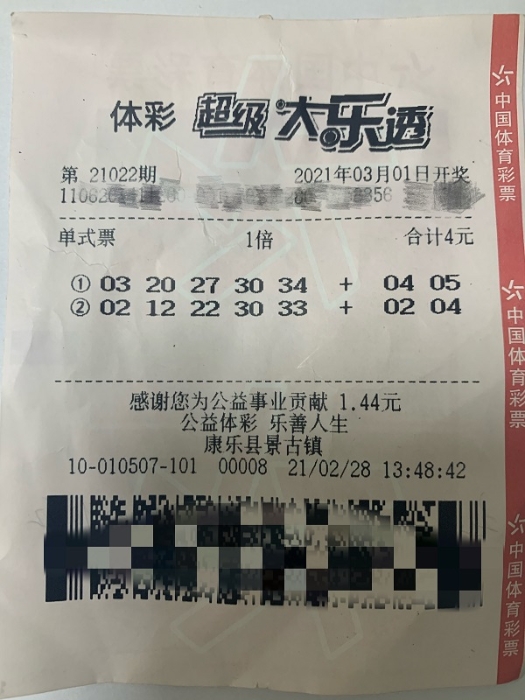 体彩 超级大乐透
第 21022期 2021年03月01日开奖
单式票 1倍 合计4元
① 03 20 27 30 34 + 04 05
② 02 12 22 30 33 + 02 04
感谢您为公益事业贡献 1.44元
公益体彩 乐善人生
康乐县景古镇
10-010507-101 00008 21/02/28 13:48:42
中国体育彩票
中国体育彩票
中国体育彩票